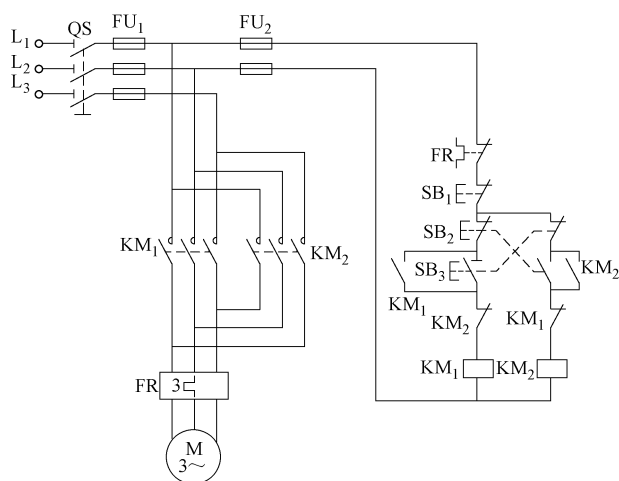 L₁ QS FU₁ FU₂
L₂
L₃
FR
SB₁
SB₂
KM₁ KM₂
SB₃ KM₂
KM₁
KM₂ KM₁
KM₁ KM₂
FR 3
M
3~